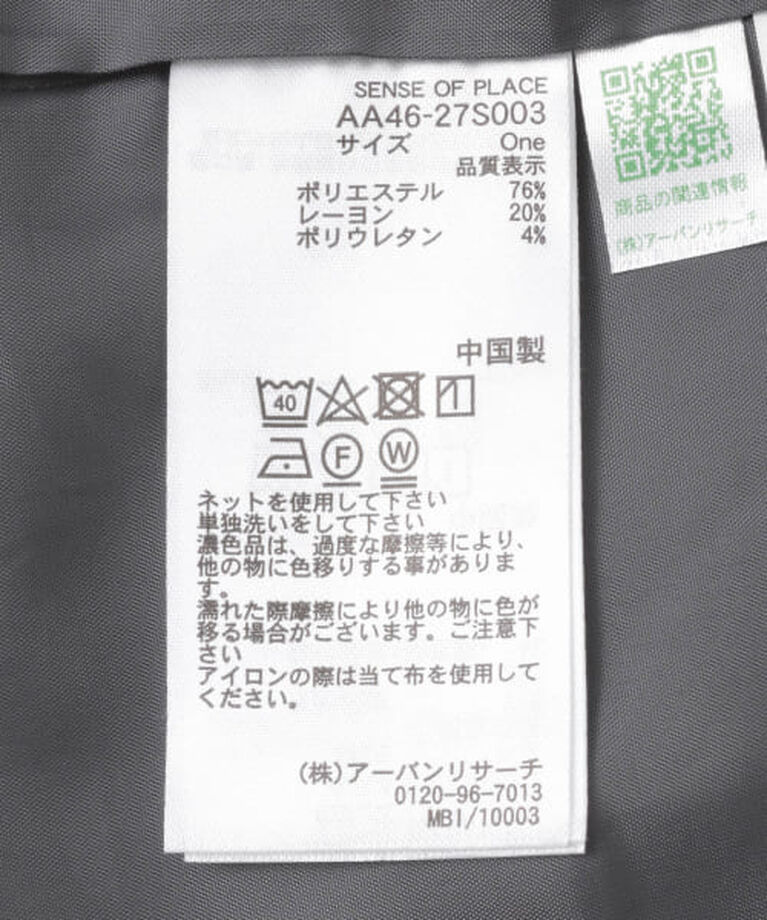 SENSE OF PLACE
AA46-27S003
サイズ One
品質表示
ポリエステル 76%
レーヨン 20%
ポリウレタン 4%
中国製
40
F
W
ネットを使用して下さい
単独洗いをして下さい
濃色品は、過度な摩擦等により、
他の物に色移りする事がありま
す。
濡れた際摩擦により他の物に色が
移る場合がございます。ご注意下
さい
アイロンの際は当て布を使用して
ください。
(株)アーバンリサーチ
0120-96-7013
MBI/10003
商品の関連情報
(株)アーバンリサーチ